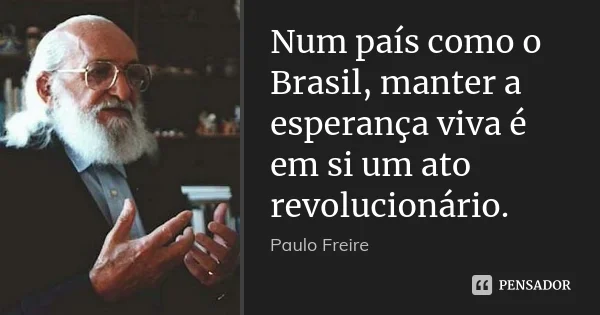 Num país como o
Brasil, manter a
esperança viva é
em si um ato
revolucionário.
Paulo Freire
PENSADOR